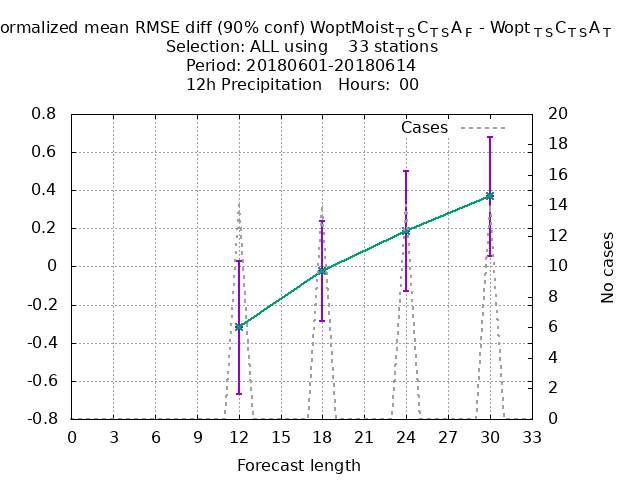 ormalized mean RMSE diff (90% conf) WoptMoist_TSC_TSA_F - Wopt_TSC_TSA_T
Selection: ALL using 33 stations
Period: 20180601-20180614
12h Precipitation Hours: 00
0.8
0.6
0.4
0.2
0
-0.2
-0.4
-0.6
-0.8
20
18
16
14
12
10
8
6
4
2
0
Cases
No cases
0 3 6 9 12 15 18 21 24 27 30 33
Forecast length